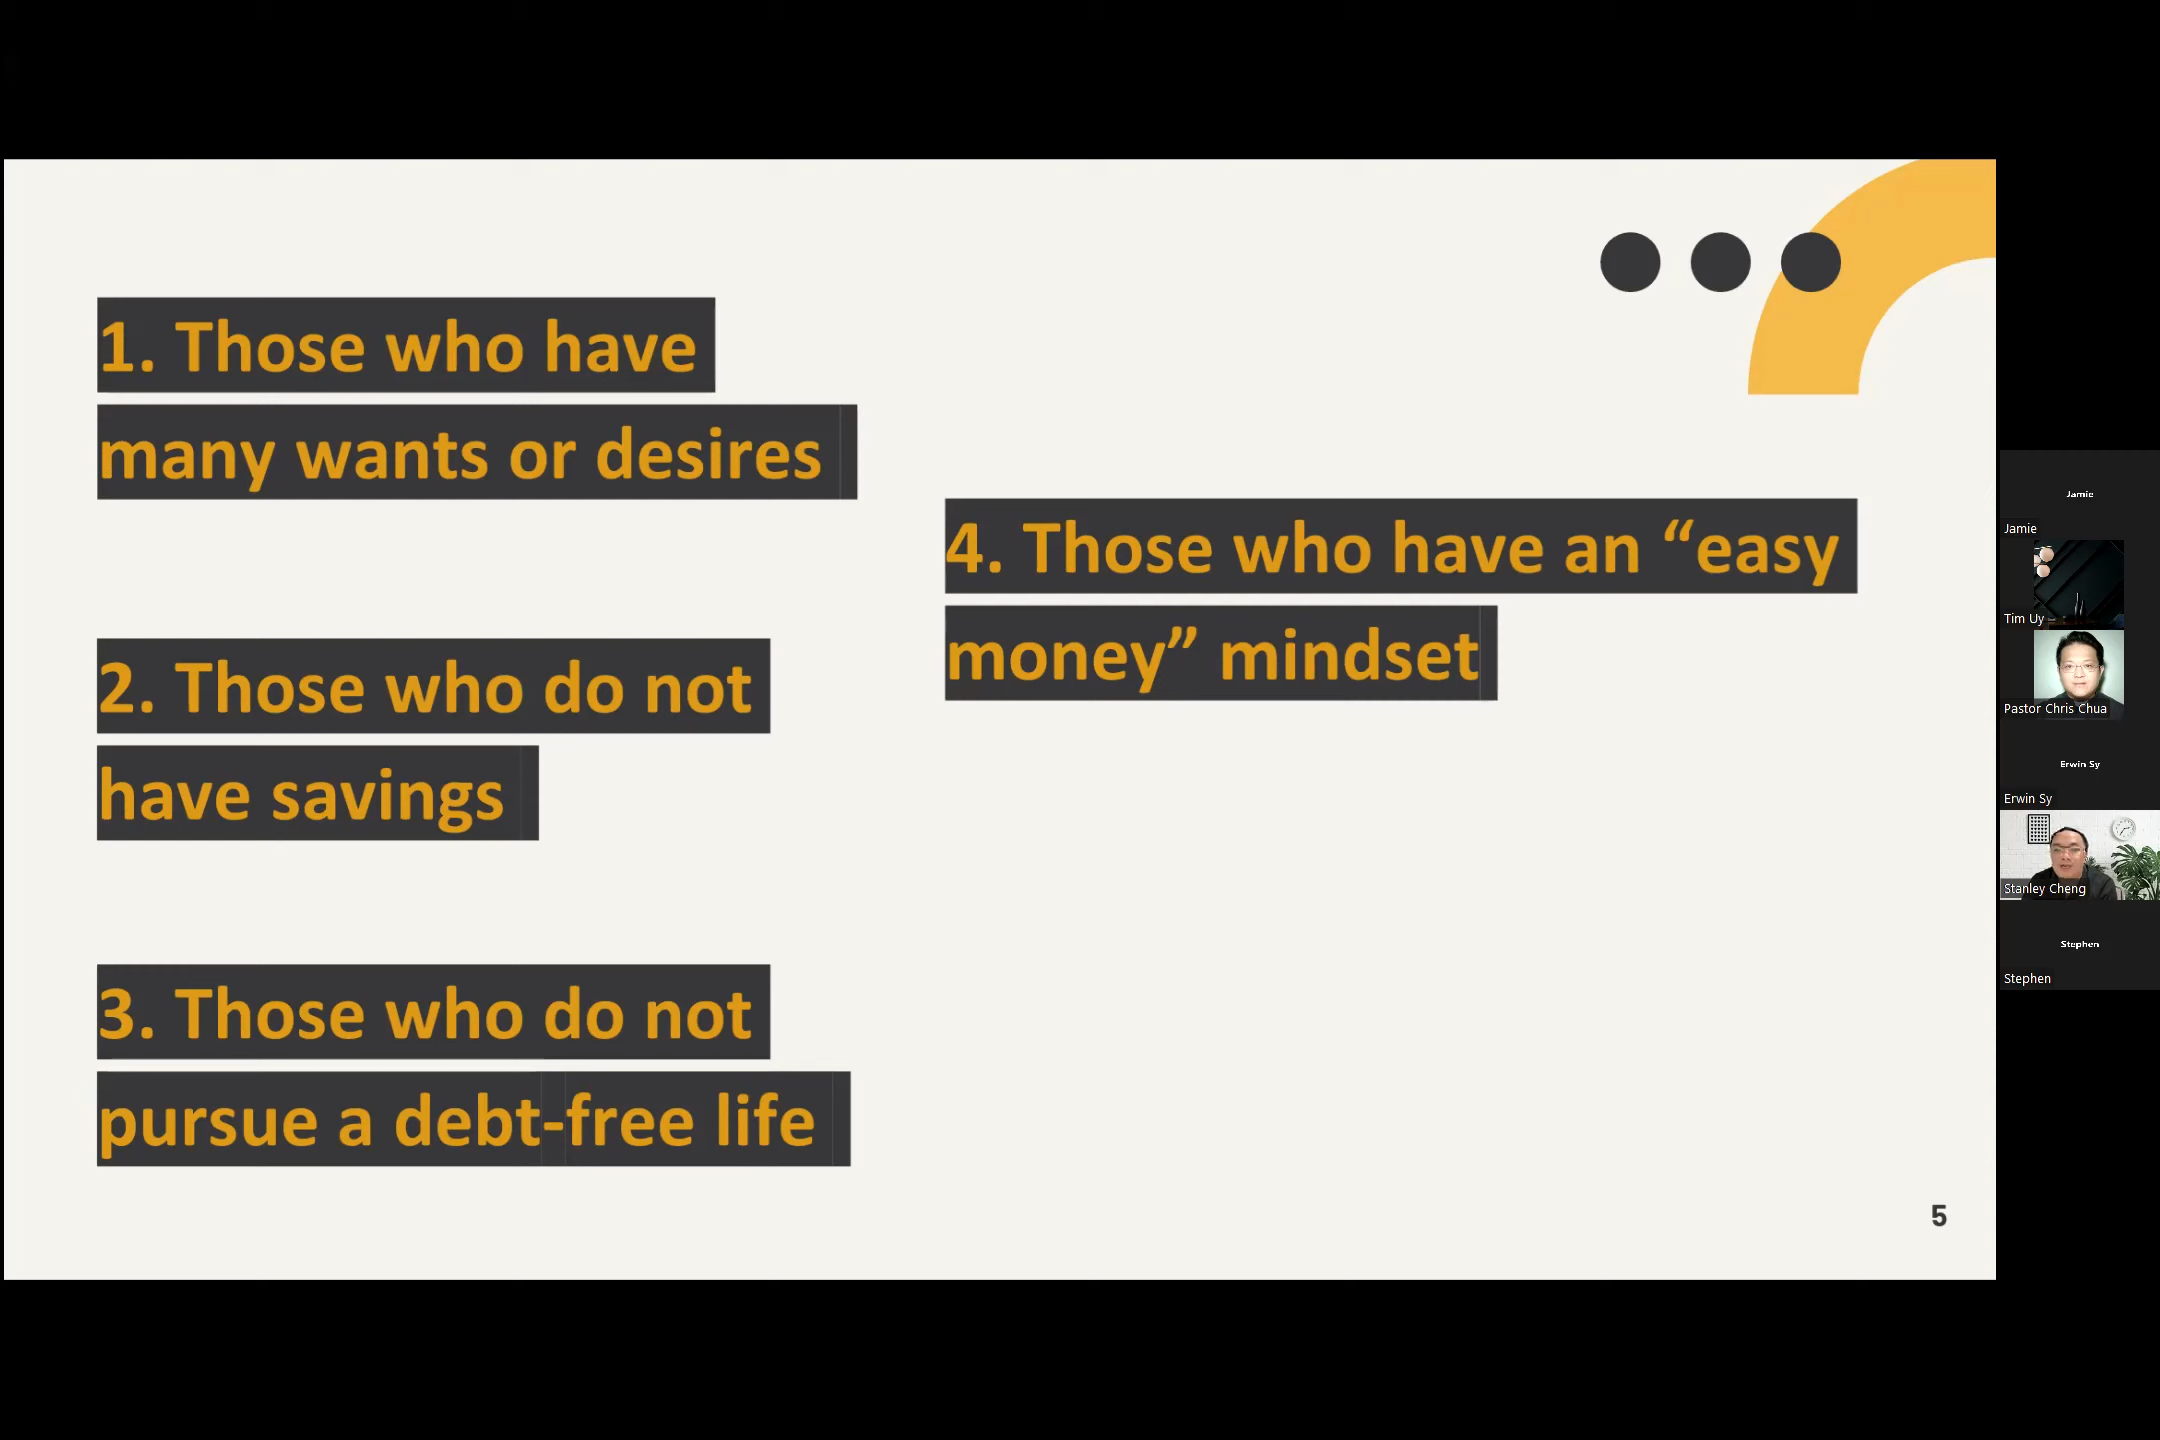 1. Those who have
many wants or desires
2. Those who do not
have savings
3. Those who do not
pursue a debt-free life
4. Those who have an “easy
money” mindset
5
Jamie
Jamie
Tim Uy
Pastor Chris Chua
Erwin Sy
Erwin Sy
Stanley Cheng
Stephen
Stephen